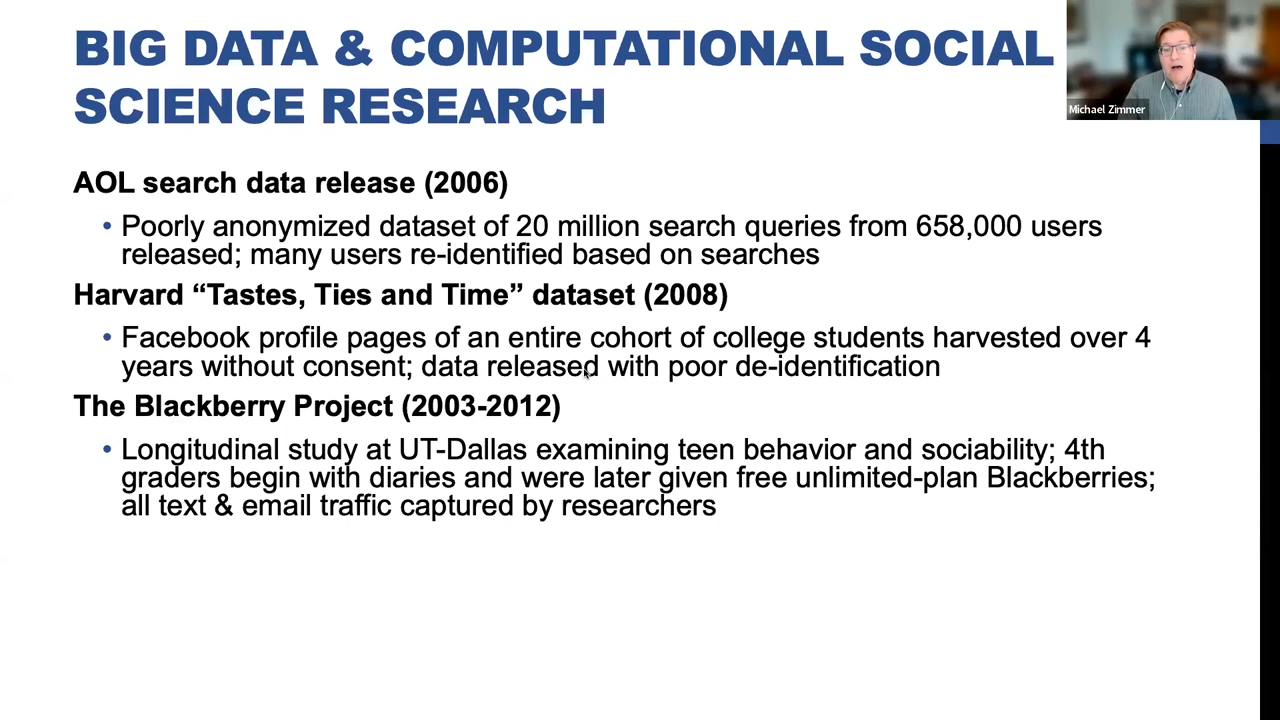 BIG DATA & COMPUTATIONAL SOCIAL
SCIENCE RESEARCH
Michael Zimmer
AOL search data release (2006)
• Poorly anonymized dataset of 20 million search queries from 658,000 users
released; many users re-identified based on searches
Harvard “Tastes, Ties and Time” dataset (2008)
• Facebook profile pages of an entire cohort of college students harvested over 4
years without consent; data released with poor de-identification
The Blackberry Project (2003-2012)
• Longitudinal study at UT-Dallas examining teen behavior and sociability; 4th
graders begin with diaries and were later given free unlimited-plan Blackberries;
all text & email traffic captured by researchers